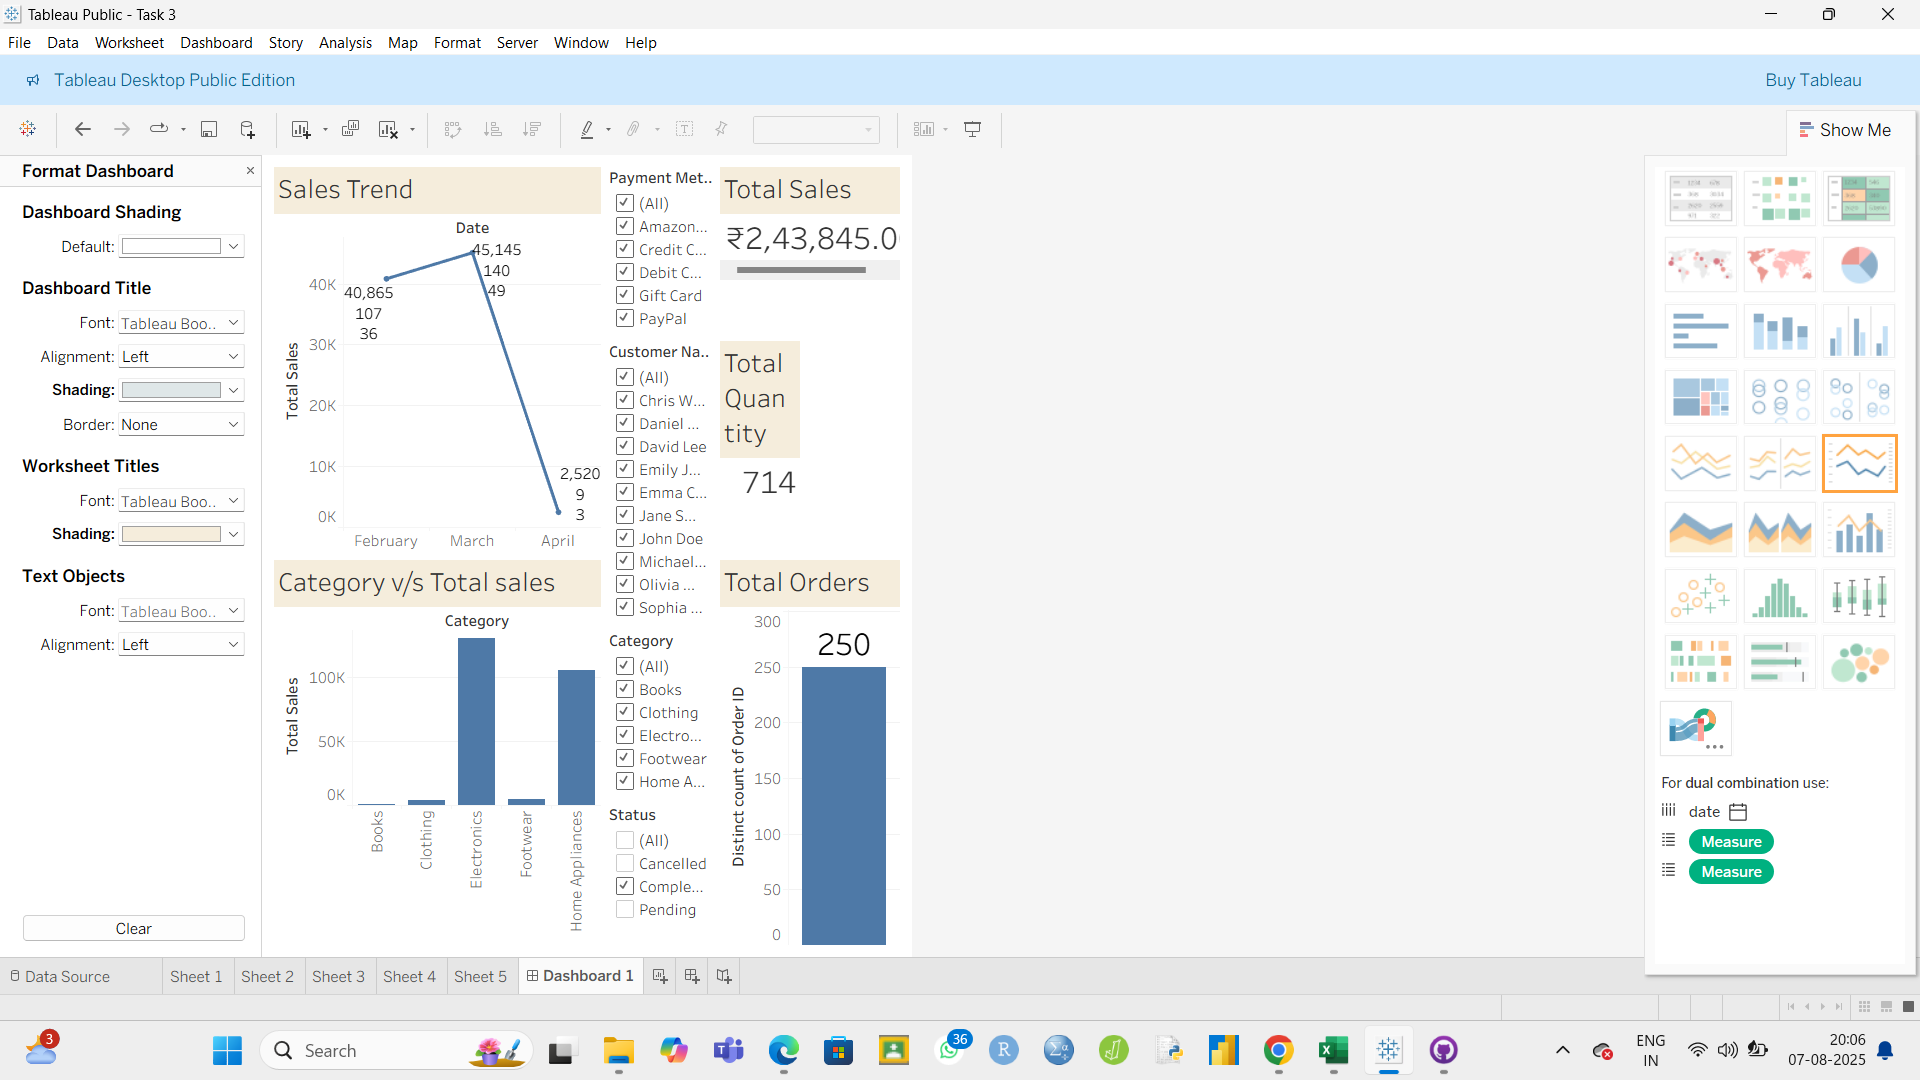 Tableau Public - Task 3
File Data Worksheet Dashboard Story Analysis Map Format Server Window Help
Tableau Desktop Public Edition
Buy Tableau
Show Me
Format Dashboard
Dashboard Shading
Default:
Dashboard Title
Font: Tableau Boo..
Alignment: Left
Shading:
Border: None
Worksheet Titles
Font: Tableau Boo..
Shading:
Text Objects
Font: Tableau Boo..
Alignment: Left
Clear
Sales Trend
Date
Total Sales
40K
30K
20K
10K
0K
40,865
107
36
45,145
140
49
2,520
9
3
February March April
Category v/s Total sales
Category
Total Sales
100K
50K
0K
Books
Clothing
Electronics
Footwear
Home Appliances
Payment Met..
(All)
Amazon...
Credit C...
Debit C...
Gift Card
PayPal
Customer Na..
(All)
Chris W...
Daniel ...
David Lee
Emily J...
Emma C...
Jane S...
John Doe
Michael...
Olivia ...
Sophia ...
Category
(All)
Books
Clothing
Electro...
Footwear
Home A...
Status
(All)
Cancelled
Comple...
Pending
Total Sales
₹2,43,845.0
Total
Quan
tity
714
Total Orders
Distinct count of Order ID
300
250
200
150
100
50
0
250
For dual combination use:
date
Measure
Measure
Data Source Sheet 1 Sheet 2 Sheet 3 Sheet 4 Sheet 5 Dashboard 1
3
Search
36
ENG
IN
20:06
07-08-2025